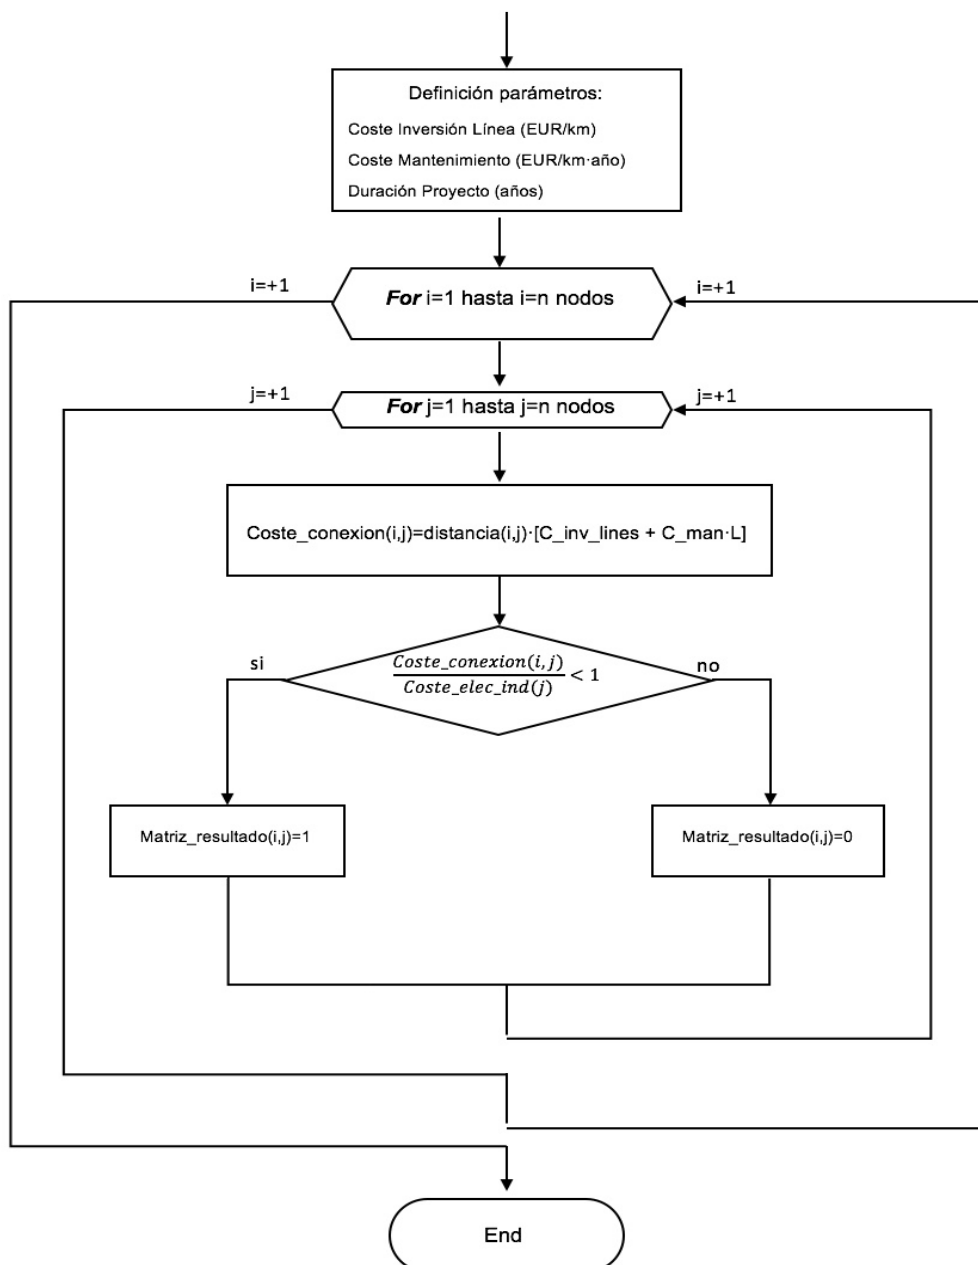 Definición parámetros:
Coste Inversión Línea (EUR/km)
Coste Mantenimiento (EUR/km·año)
Duración Proyecto (años)
i=+1
For i=1 hasta i=n nodos
i=+1
j=+1
For j=1 hasta j=n nodos
j=+1
Coste_conexion(i,j)=distancia(i,j)·[C_inv_lines + C_man·L]
si
Coste_conexion(i,j)
Coste_elec_ind(j)
< 1
no
Matriz_resultado(i,j)=1
Matriz_resultado(i,j)=0
End